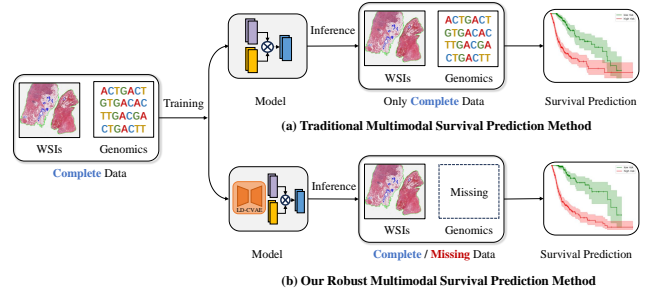 ACTGACT
GTGACAC
TTGACGA
CTGACTT
WSIs
Genomics
Complete Data
Training
Model
Inference
ACTGACT
GTGACAC
TTGACGA
CTGACTT
WSIs
Genomics
Only Complete Data
Survival Prediction
(a) Traditional Multimodal Survival Prediction Method
LD-CVAE
Model
Inference
Missing
WSIs
Genomics
Complete / Missing Data
Survival Prediction
(b) Our Robust Multimodal Survival Prediction Method